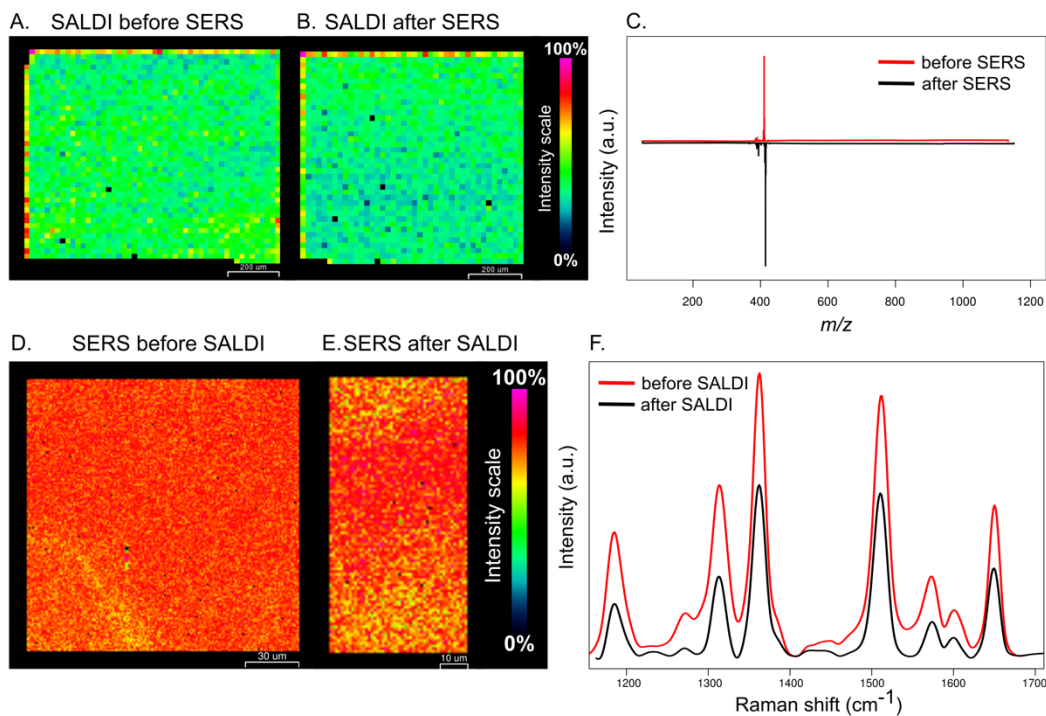 A. SALDI before SERS
B. SALDI after SERS
100%
Intensity scale
0%
200 um
200 um
C.
before SERS
after SERS
Intensity (a.u.)
200 400 600 800 1000 1200
m/z
D. SERS before SALDI
E. SERS after SALDI
100%
Intensity scale
0%
30 um
10 um
F.
before SALDI
after SALDI
Intensity (a.u.)
1200 1300 1400 1500 1600 1700
Raman shift (cm⁻¹)